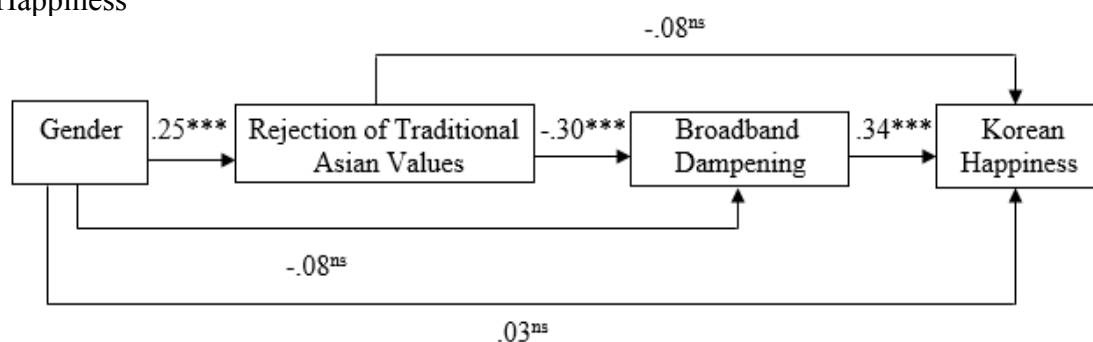 Happiness
-.08ns
Gender
.25***
Rejection of Traditional
Asian Values
-.30***
Broadband
Dampening
.34***
Korean
Happiness
-.08ns
.03ns